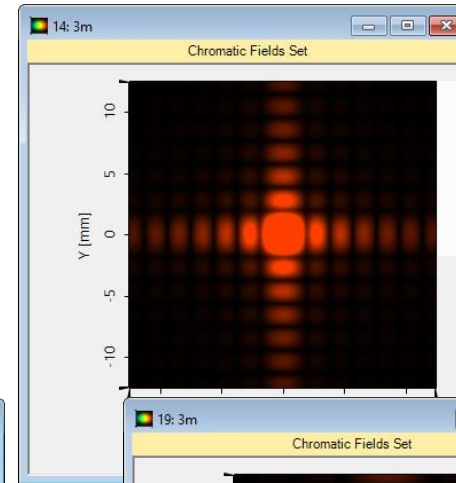 14: 3m
Chromatic Fields Set
10
5
Y [mm]
0
-5
-10
19: 3m
Chromatic Fields Set